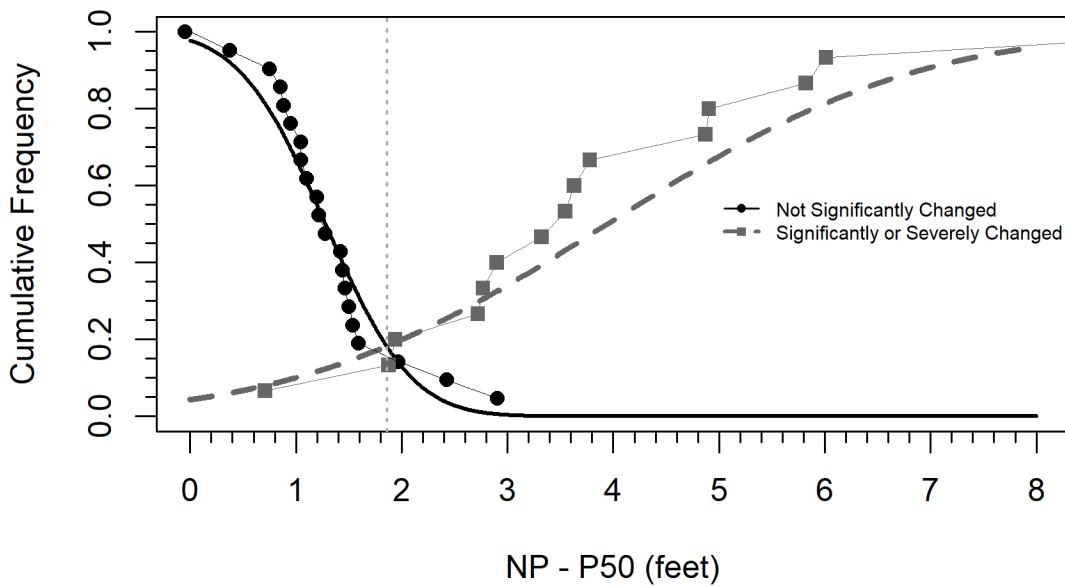 Cumulative Frequency
1.0
0.8
0.6
0.4
0.2
0.0
Not Significantly Changed
Significantly or Severely Changed
0 1 2 3 4 5 6 7 8
NP - P50 (feet)